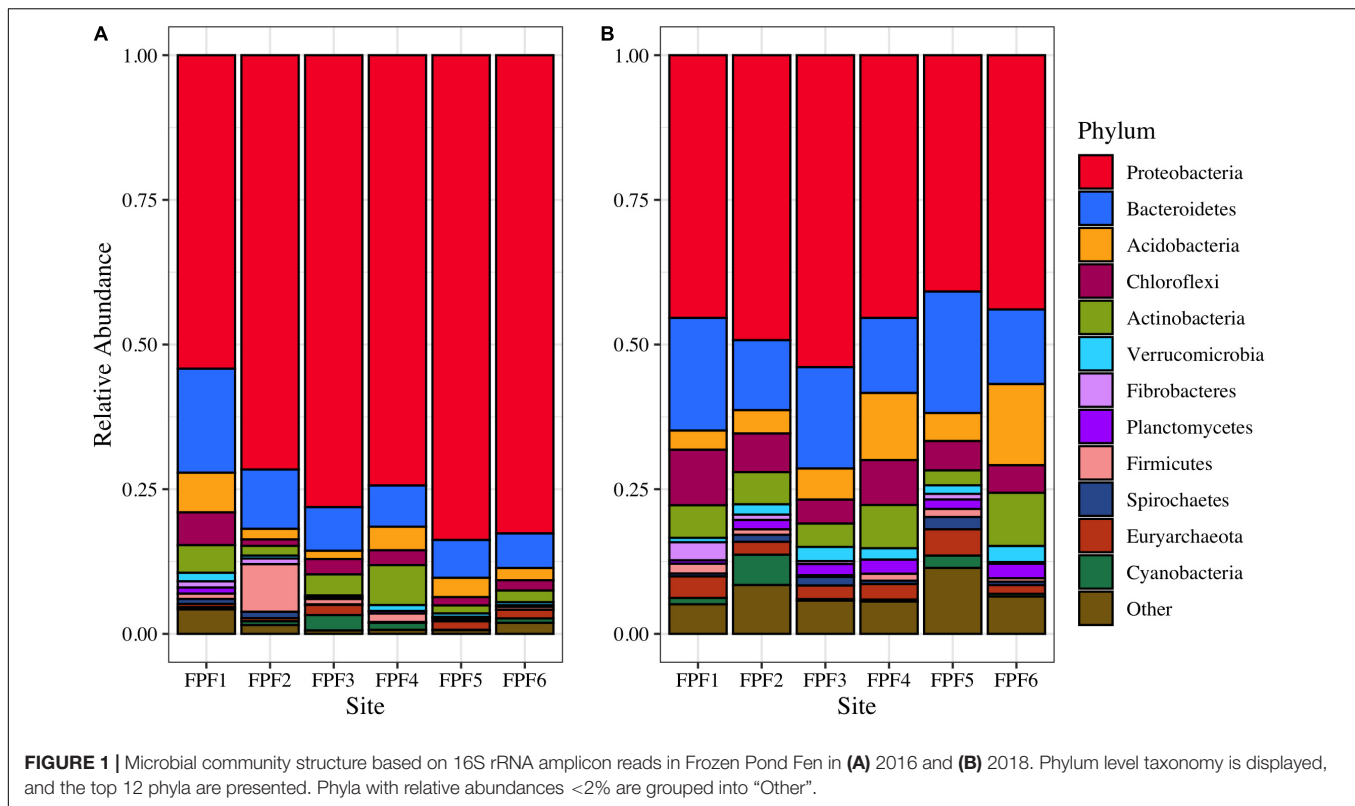 A
B
1.00
0.75
0.50
0.25
0.00
Relative Abundance
FPF1 FPF2 FPF3 FPF4 FPF5 FPF6
Site
1.00
0.75
0.50
0.25
0.00
FPF1 FPF2 FPF3 FPF4 FPF5 FPF6
Site
Phylum
Proteobacteria
Bacteroidetes
Acidobacteria
Chloroflexi
Actinobacteria
Verrucomicrobia
Fibrobacteres
Planctomycetes
Firmicutes
Spirochaetes
Euryarchaeota
Cyanobacteria
Other
FIGURE 1 | Microbial community structure based on 16S rRNA amplicon reads in Frozen Pond Fen in (A) 2016 and (B) 2018. Phylum level taxonomy is displayed,
and the top 12 phyla are presented. Phyla with relative abundances <2% are grouped into “Other”.